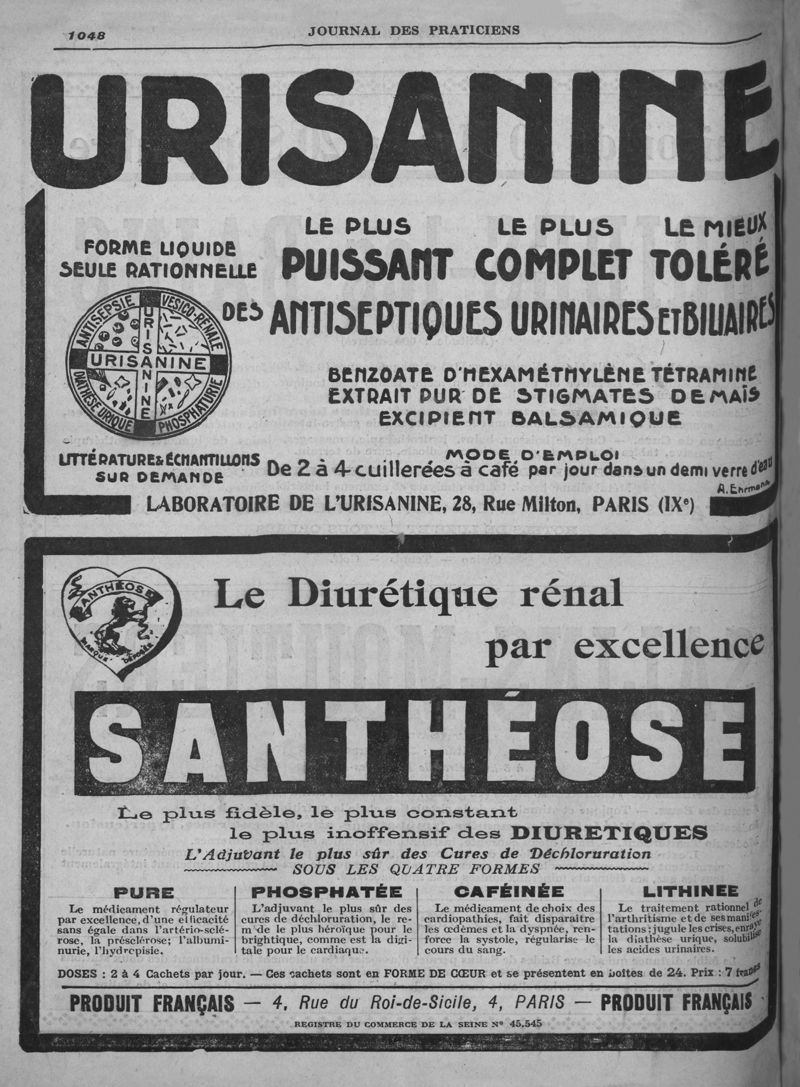 1048
JOURNAL DES PRATICIENS
URISANINE
FORME LIQUIDE
SEULE RATIONNELLE
LE PLUS LE PLUS LE MIEUX
PUISSANT COMPLET TOLÉRÉ
DES ANTISEPTIQUES URINAIRES ET BILIAIRES
ANTISEPSIE VESICO-RÉNALE
URISANINE
URISANINE
DIATHÈSE URIQUE PHOSPHATURIE
BENZOATE D'HEXAMÉTHYLÈNE TÉTRAMINE
EXTRAIT PUR DE STIGMATES DE MAÏS
EXCIPIENT BALSAMIQUE
LITTÉRATURE & ÉCHANTILLONS
SUR DEMANDE
MODE D'EMPLOI
De 2 à 4 cuillerées à café par jour dans un demi verre d'eau
A. Ehrmann
LABORATOIRE DE L'URISANINE, 28, Rue Milton, PARIS (IXe)
SANTHÉOSE
MARQUE DÉPOSÉE
Le Diurétique rénal
par excellence
SANTHÉOSE
Le plus fidèle, le plus constant
le plus inoffensif des DIURETIQUES
L'Adjuvant le plus sûr des Cures de Déchloruration
SOUS LES QUATRE FORMES
PURE
Le médicament régulateur
par excellence, d'une efficacité
sans égale dans l'artério-sclé-
rose, la présclérose; l'albumi-
nurie, l'hydropisie.
PHOSPHATÉE
L'adjuvant le plus sûr des
cures de déchloruration, le re-
mède le plus héroïque pour le
brightique, comme est la digi-
tale pour le cardiaque.
CAFÉINÉE
Le médicament de choix des
cardiopathies, fait disparaître
les œdèmes et la dyspnée, ren-
force la systole, régularise le
cours du sang.
LITHINEE
Le traitement rationnel de
l'arthritisme et de ses manifes-
tations; jugule les crises, enraye
la diathèse urique, solubilise
les acides urinaires.
DOSES : 2 à 4 Cachets par jour. — Ces cachets sont en FORME DE CŒUR et se présentent en boîtes de 24. Prix : 7 francs
PRODUIT FRANÇAIS — 4, Rue du Roi-de-Sicile, 4, PARIS — PRODUIT FRANÇAIS
REGISTRE DU COMMERCE DE LA SEINE N° 45.545